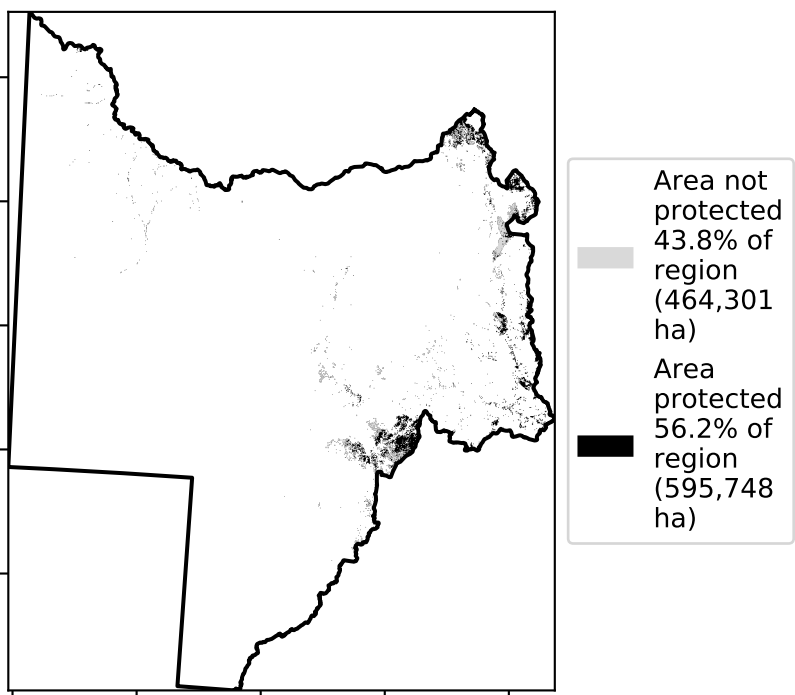 Area not
protected
43.8% of
region
(464,301
ha)
Area
protected
56.2% of
region
(595,748
ha)